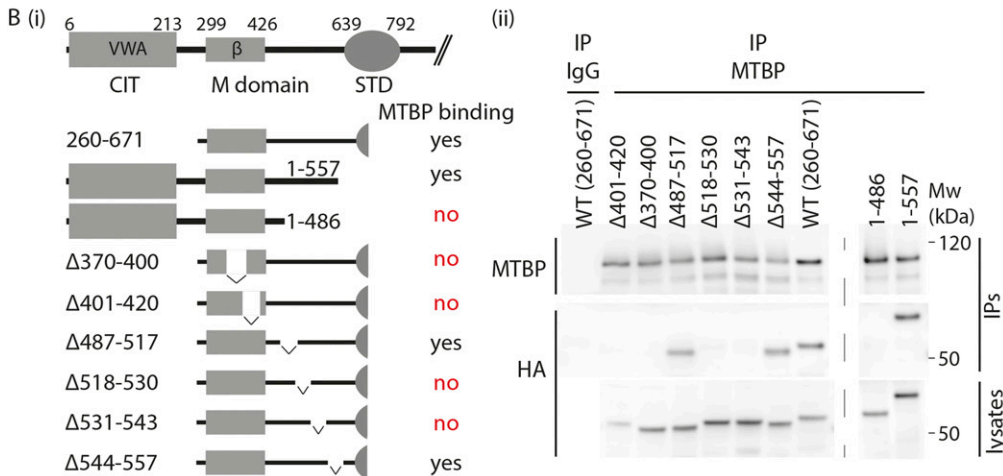 B (i)
6 213 299 426 639 792
VWA β
CIT M domain STD
MTBP binding
260-671 yes
1-557 yes
1-486 no
Δ370-400 no
Δ401-420 no
Δ487-517 yes
Δ518-530 no
Δ531-543 no
Δ544-557 yes
(ii)
IP IgG
IP MTBP
WT (260-671)
Δ401-420
Δ370-400
Δ487-517
Δ518-530
Δ531-543
Δ544-557
WT (260-671)
1-486
1-557
Mw (kDa)
MTBP
120
HA
50
50
IPs
lysates